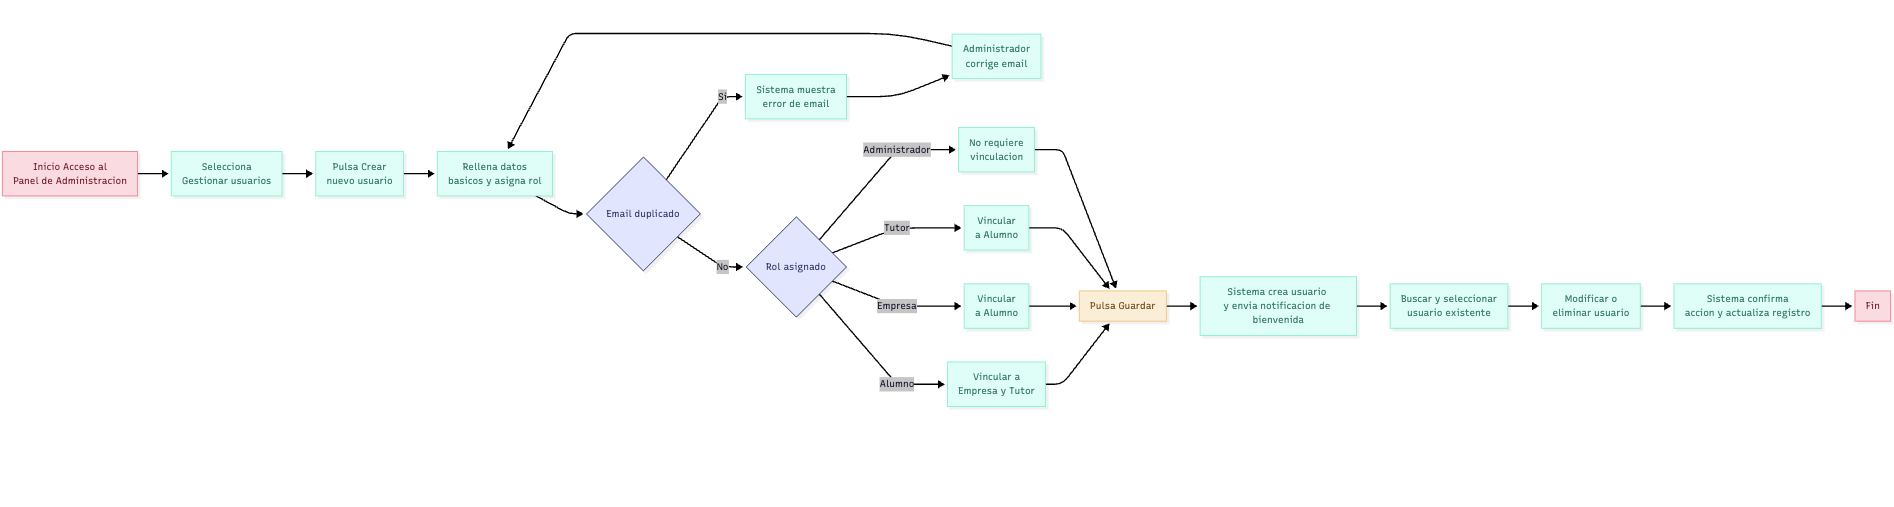 Administrador
corrige email
Sistema muestra
error de email
Si
Inicio Acceso al
Panel de Administracion
Selecciona
Gestionar usuarios
Pulsa Crear
nuevo usuario
Rellena datos
basicos y asigna rol
Email duplicado
No
Rol asignado
Administrador
No requiere
vinculacion
Tutor
Vincular
a Alumno
Empresa
Vincular
a Alumno
Alumno
Vincular a
Empresa y Tutor
Pulsa Guardar
Sistema crea usuario
y envia notificacion de
bienvenida
Buscar y seleccionar
usuario existente
Modificar o
eliminar usuario
Sistema confirma
accion y actualiza registro
Fin